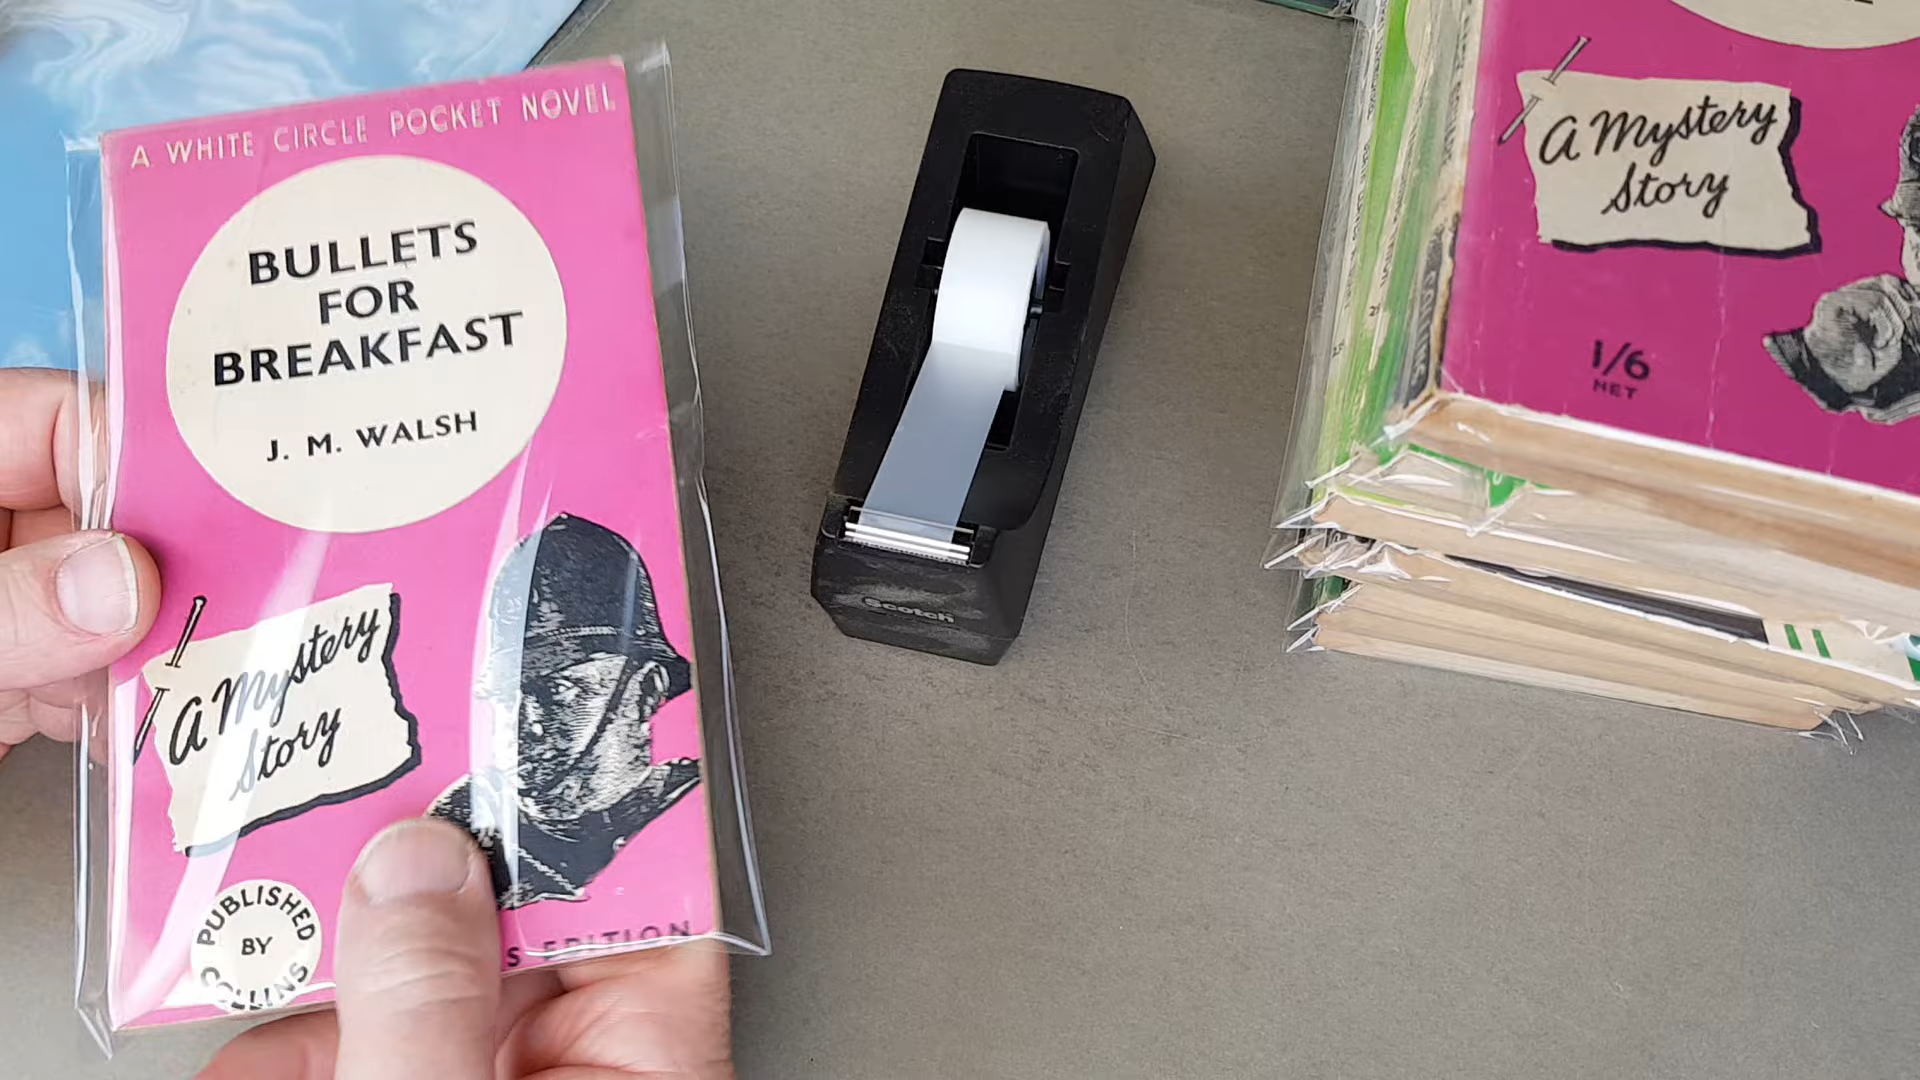 A WHITE CIRCLE POCKET NOVEL
BULLETS
FOR
BREAKFAST
J. M. WALSH
A Mystery
Story
PUBLISHED
BY
COLLINS
S EDITION
Scotch
A Mystery
Story
1/6
NET